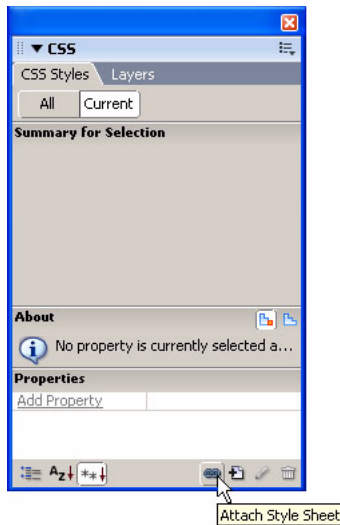 CSS
CSS Styles Layers
All Current
Summary for Selection
About
No property is currently selected a...
Properties
Add Property
Az **
Attach Style Sheet